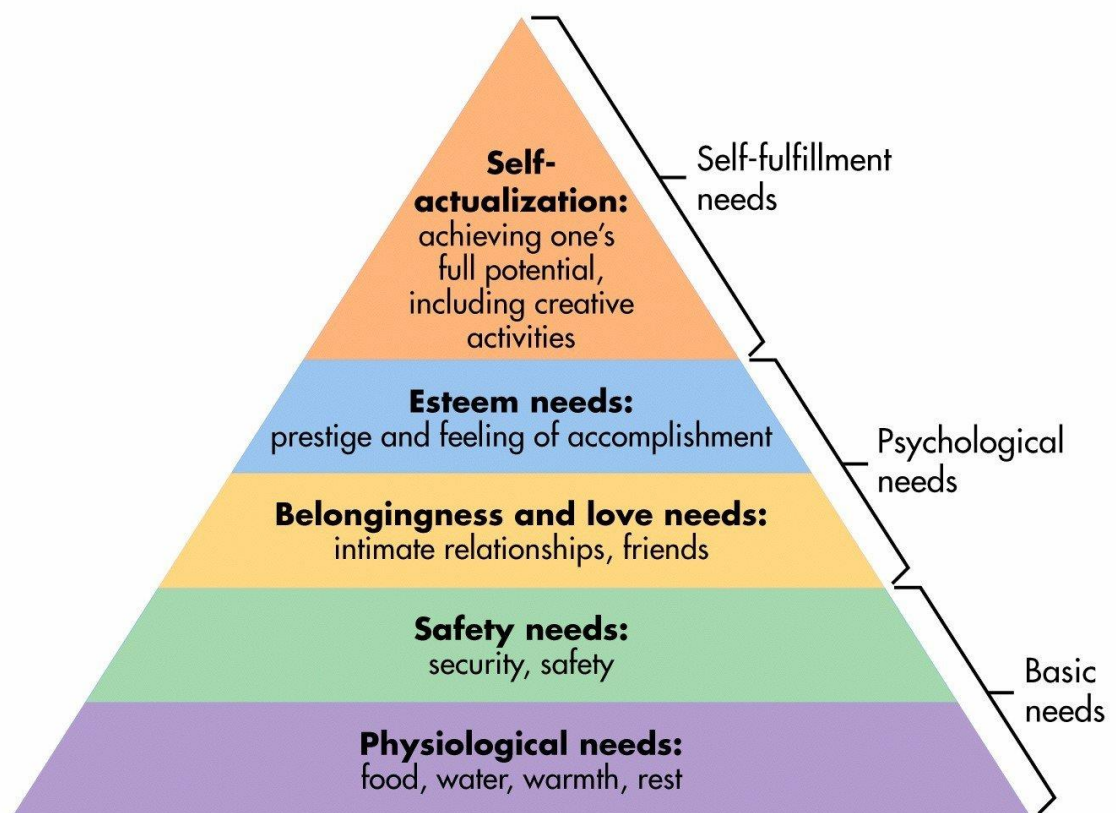 Self-
actualization:
achieving one's
full potential,
including creative
activities
Self-fulfillment
needs
Esteem needs:
prestige and feeling of accomplishment
Psychological
needs
Belongingness and love needs:
intimate relationships, friends
Safety needs:
security, safety
Basic
needs
Physiological needs:
food, water, warmth, rest